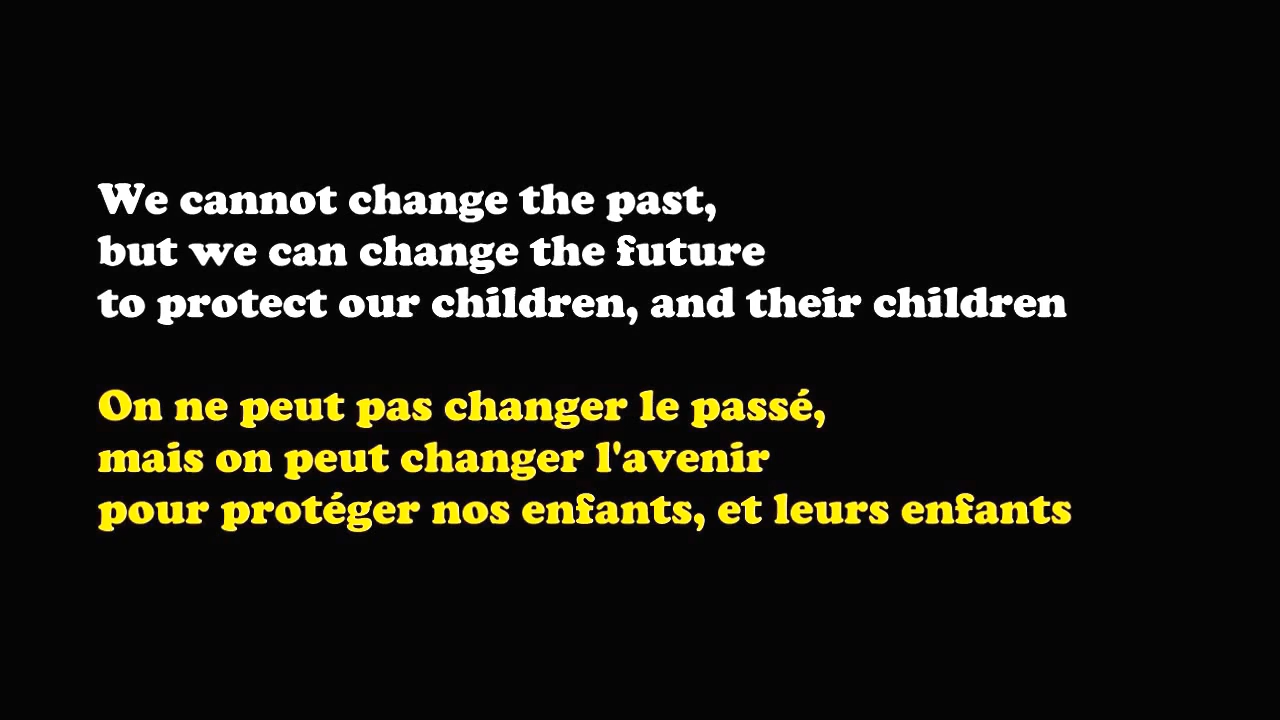 We cannot change the past,
but we can change the future
to protect our children, and their children
On ne peut pas changer le passé,
mais on peut changer l'avenir
pour protéger nos enfants, et leurs enfants